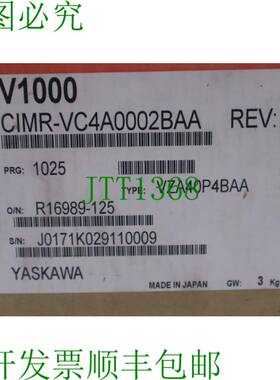 图必究
V1000
CIMR-VC4A0002BAA REV:
PRG: 1025
JTT1368
TYPE: VZA40P4BAA
O/N: R16989-125
S/N: J0171K029110009
YASKAWA MADE IN JAPAN GW: 3 Kg
开发票顺丰包邮